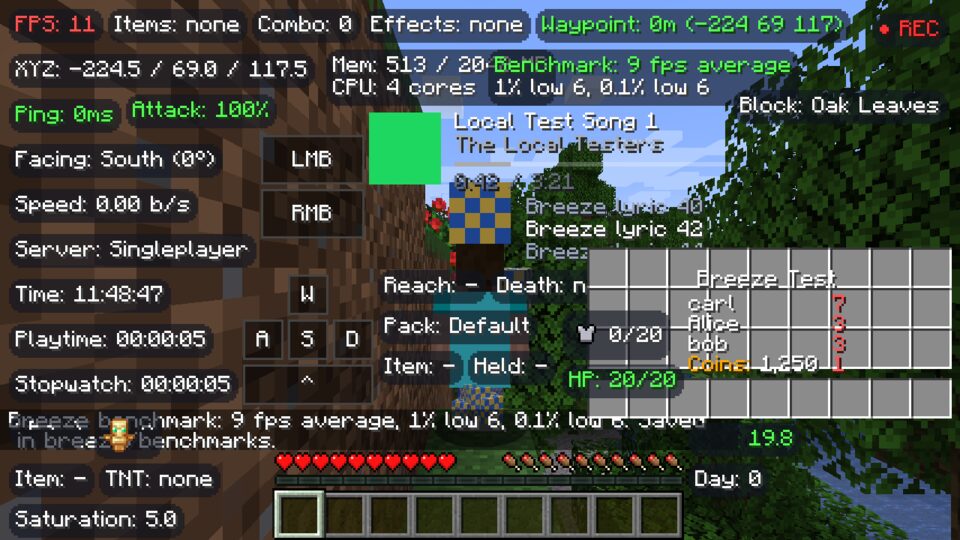 FPS: 11
Items: none
Combo: 0
Effects: none
Waypoint: 0m (-224 69 117)
REC
XYZ: -224.5 / 69.0 / 117.5
Mem: 513 / 20
CPU: 4 cores
Benchmark: 9 fps average
1% low 6, 0.1% low 6
Ping: 0ms
Attack: 100%
Block: Oak Leaves
Local Test Song 1
The Local Testers
0:42 / 3:21
Facing: South (0°)
LMB
RMB
Speed: 0.00 b/s
Breeze lyric 40
Breeze lyric 42
Breeze
Server: Singleplayer
Reach: -
Death: n
Breeze Test
carl 7
Alice 3
bob 3
Coins: 1,250 1
Time: 11:48:47
W
Pack: Default
0/20
Playtime: 00:00:05
A
S
D
Item: -
Held: -
HP: 20/20
Stopwatch: 00:00:05
^
Breeze benchmark: 9 fps average, 1% low 6, 0.1% low 6. Saved
in breeze benchmarks.
19.8
Item: -
TNT: none
Day: 0
Saturation: 5.0